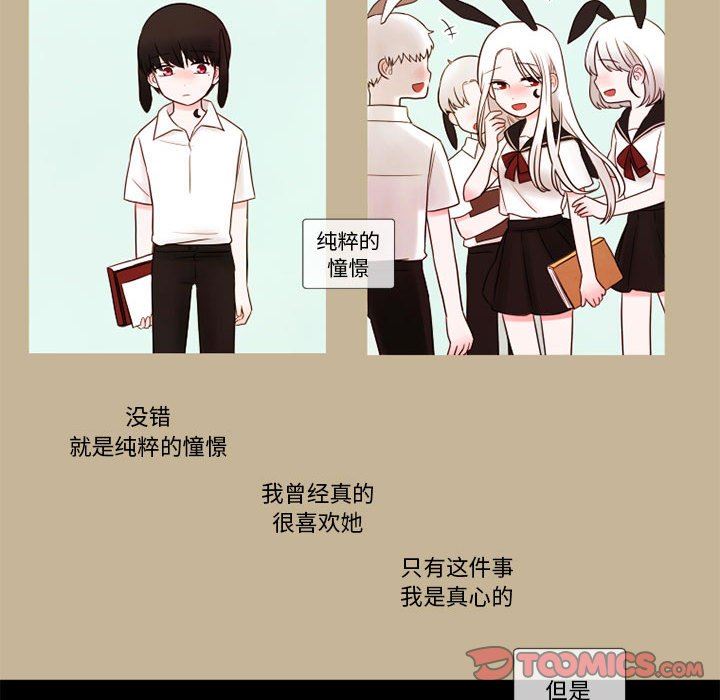 纯粹的
憧憬
没错
就是纯粹的憧憬
我曾经真的
很喜欢她
只有这件事
我是真心的
TOOMICS.COM
但是